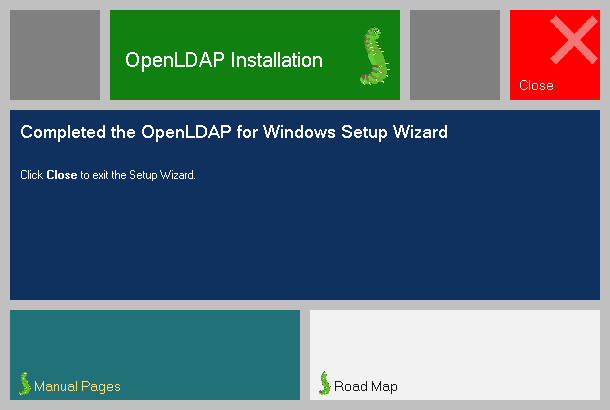 OpenLDAP Installation
Close
Completed the OpenLDAP for Windows Setup Wizard
Click Close to exit the Setup Wizard.
Manual Pages
Road Map